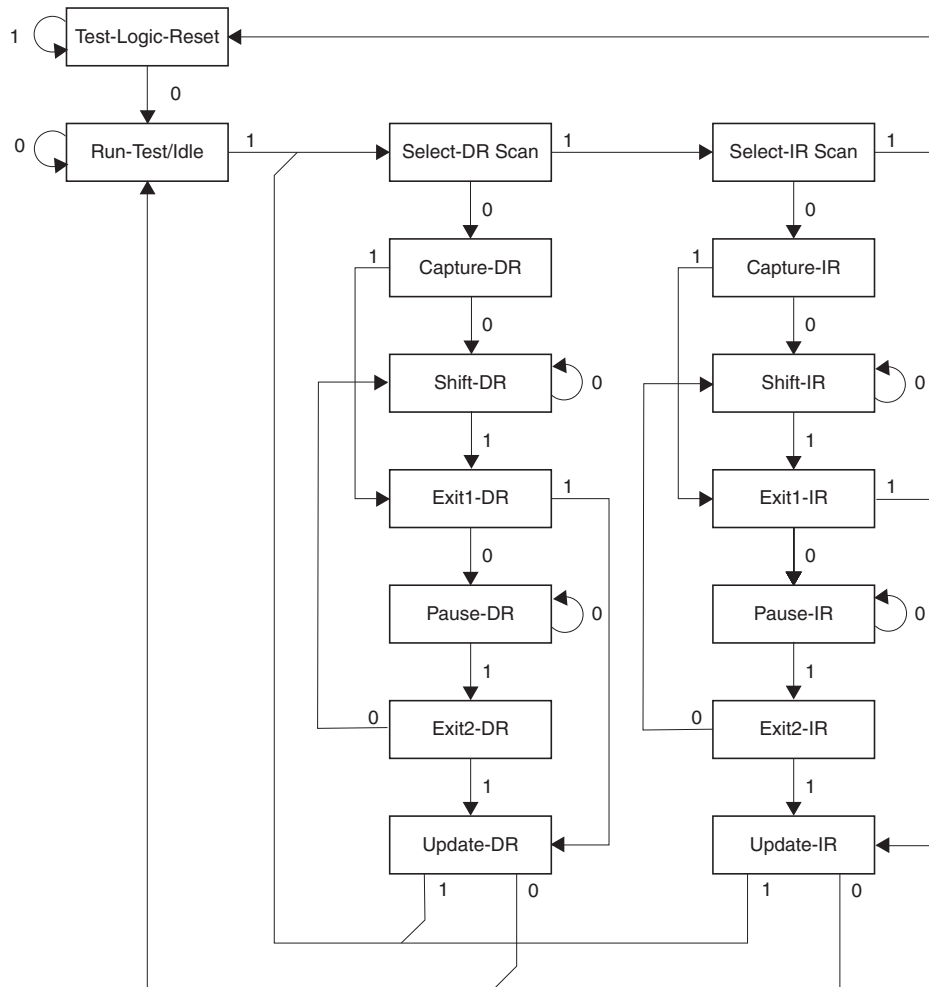 1 Test-Logic-Reset
0
0 Run-Test/Idle 1 Select-DR Scan 1 Select-IR Scan 1
0 0
1 Capture-DR 1 Capture-IR
0 0
Shift-DR 0 Shift-IR 0
1 1
Exit1-DR 1 Exit1-IR 1
0 0
Pause-DR 0 Pause-IR 0
1 1
0 Exit2-DR 0 Exit2-IR
1 1
Update-DR Update-IR
1 0 1 0